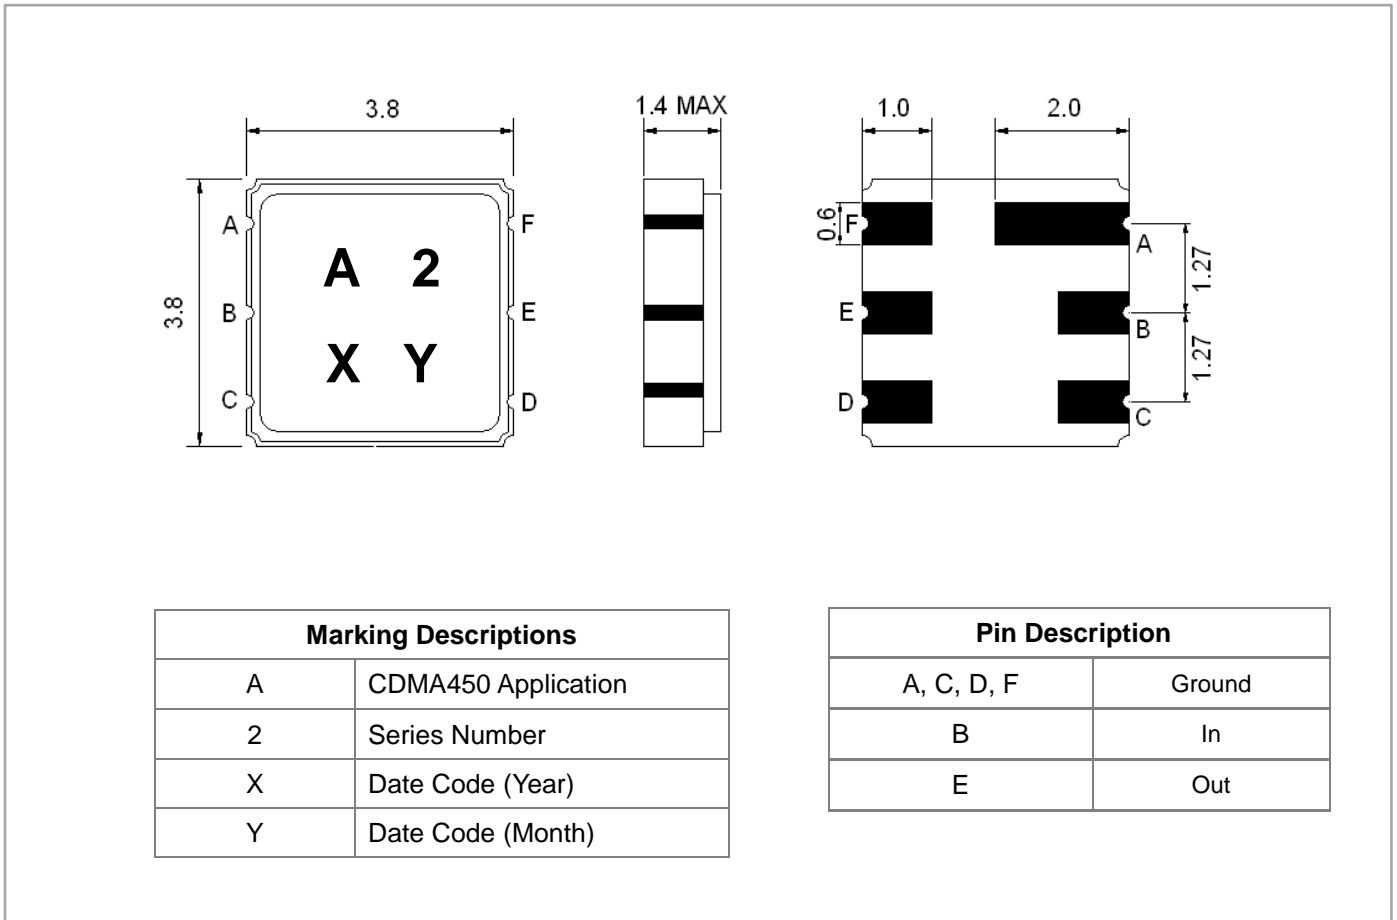 3.8 1.4 MAX 1.0 2.0
A F 0.6 F A
A 2
3.8 B E E B 1.27
X Y 1.27
C D D C
Marking Descriptions
A CDMA450 Application
2 Series Number
X Date Code (Year)
Y Date Code (Month)
Pin Description
A, C, D, F Ground
B In
E Out